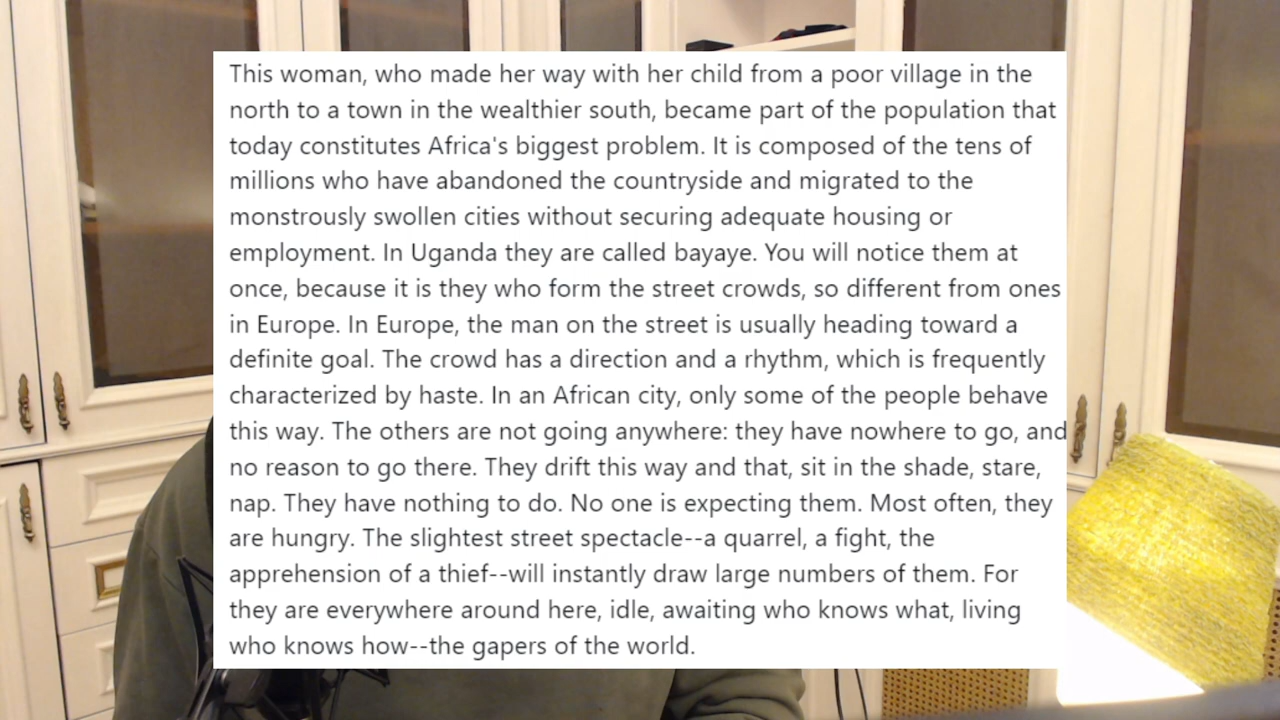 This woman, who made her way with her child from a poor village in the
north to a town in the wealthier south, became part of the population that
today constitutes Africa's biggest problem. It is composed of the tens of
millions who have abandoned the countryside and migrated to the
monstrously swollen cities without securing adequate housing or
employment. In Uganda they are called bayaye. You will notice them at
once, because it is they who form the street crowds, so different from ones
in Europe. In Europe, the man on the street is usually heading toward a
definite goal. The crowd has a direction and a rhythm, which is frequently
characterized by haste. In an African city, only some of the people behave
this way. The others are not going anywhere: they have nowhere to go, and
no reason to go there. They drift this way and that, sit in the shade, stare,
nap. They have nothing to do. No one is expecting them. Most often, they
are hungry. The slightest street spectacle--a quarrel, a fight, the
apprehension of a thief--will instantly draw large numbers of them. For
they are everywhere around here, idle, awaiting who knows what, living
who knows how--the gapers of the world.